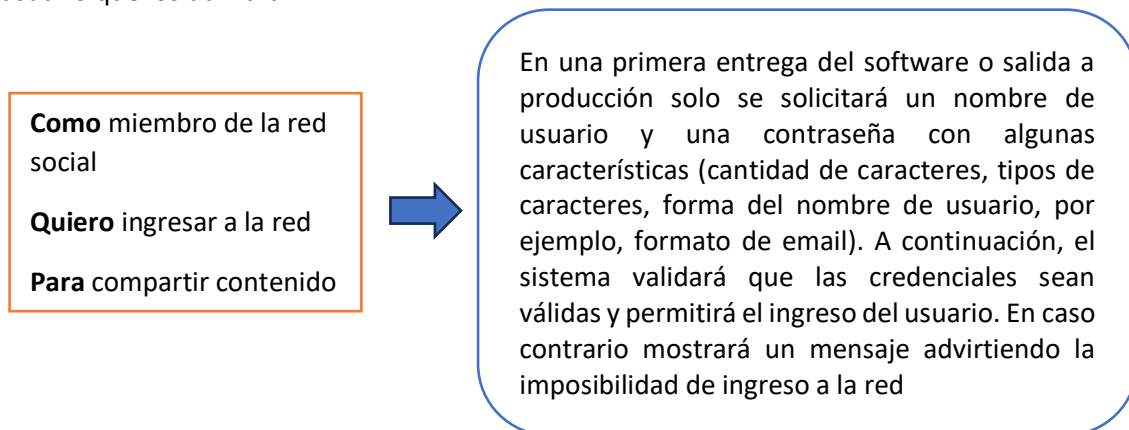 Como miembro de la red
social
Quiero ingresar a la red
Para compartir contenido
En una primera entrega del software o salida a
producción solo se solicitará un nombre de
usuario y una contraseña con algunas
características (cantidad de caracteres, tipos de
caracteres, forma del nombre de usuario, por
ejemplo, formato de email). A continuación, el
sistema validará que las credenciales sean
válidas y permitirá el ingreso del usuario. En caso
contrario mostrará un mensaje advirtiendo la
imposibilidad de ingreso a la red